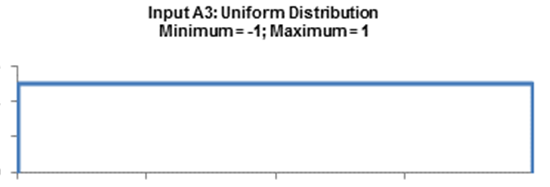 Input A3: Uniform Distribution
Minimum = -1; Maximum = 1